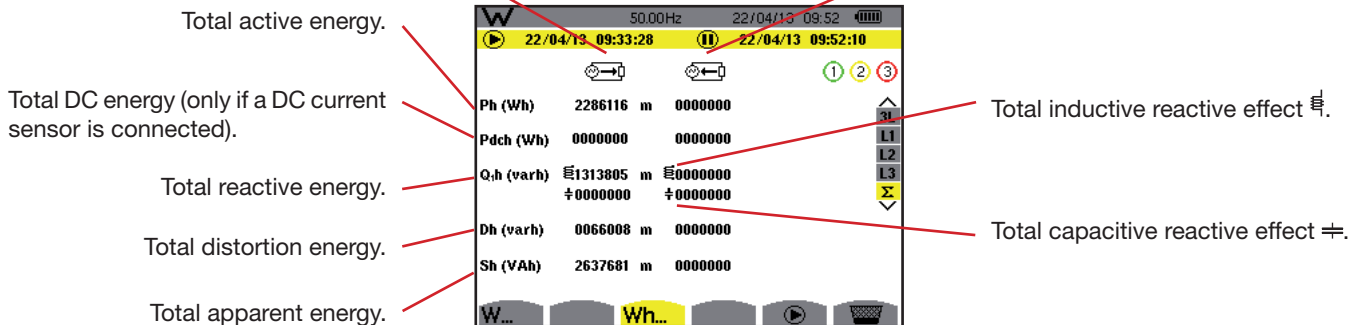 W 50.00Hz 22/04/13 09:52
22/04/13 09:33:28 22/04/13 09:52:10
1 2 3
Total active energy.
Total DC energy (only if a DC current
sensor is connected).
Total reactive energy.
Total distortion energy.
Total apparent energy.
Ph (Wh) 2286116 m 0000000
Pdch (Wh) 0000000 0000000
Q₁h (varh) 1313805 m 0000000
0000000 0000000
Dh (varh) 0066008 m 0000000
Sh (VAh) 2637681 m 0000000
3L
L1
L2
L3
Σ
W... Wh...
Total inductive reactive effect .
Total capacitive reactive effect .